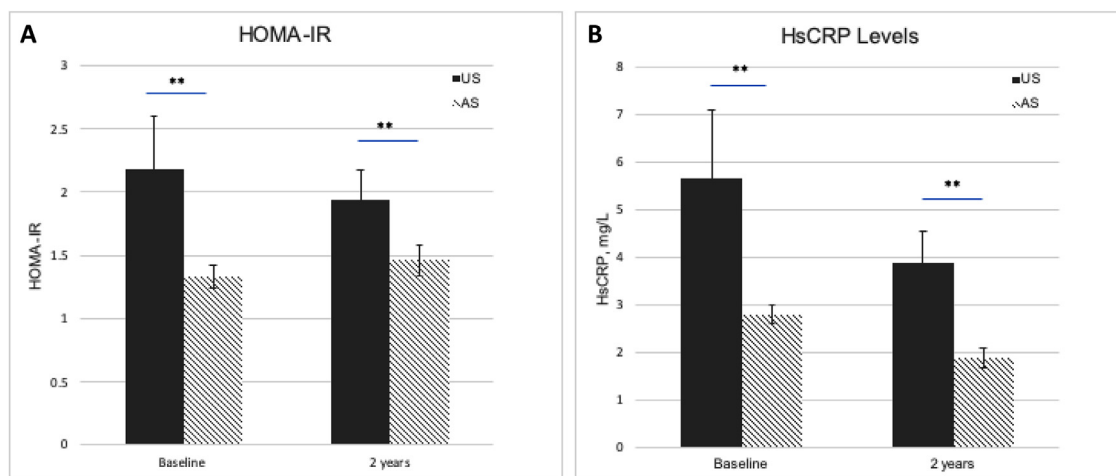 A
HOMA-IR
3
2.5
2
1.5
1
0.5
0
HOMA-IR
**
**
US
AS
Baseline
2 years
B
HsCRP Levels
8
7
6
5
4
3
2
1
0
HsCRP, mg/L
**
**
US
AS
Baseline
2 years